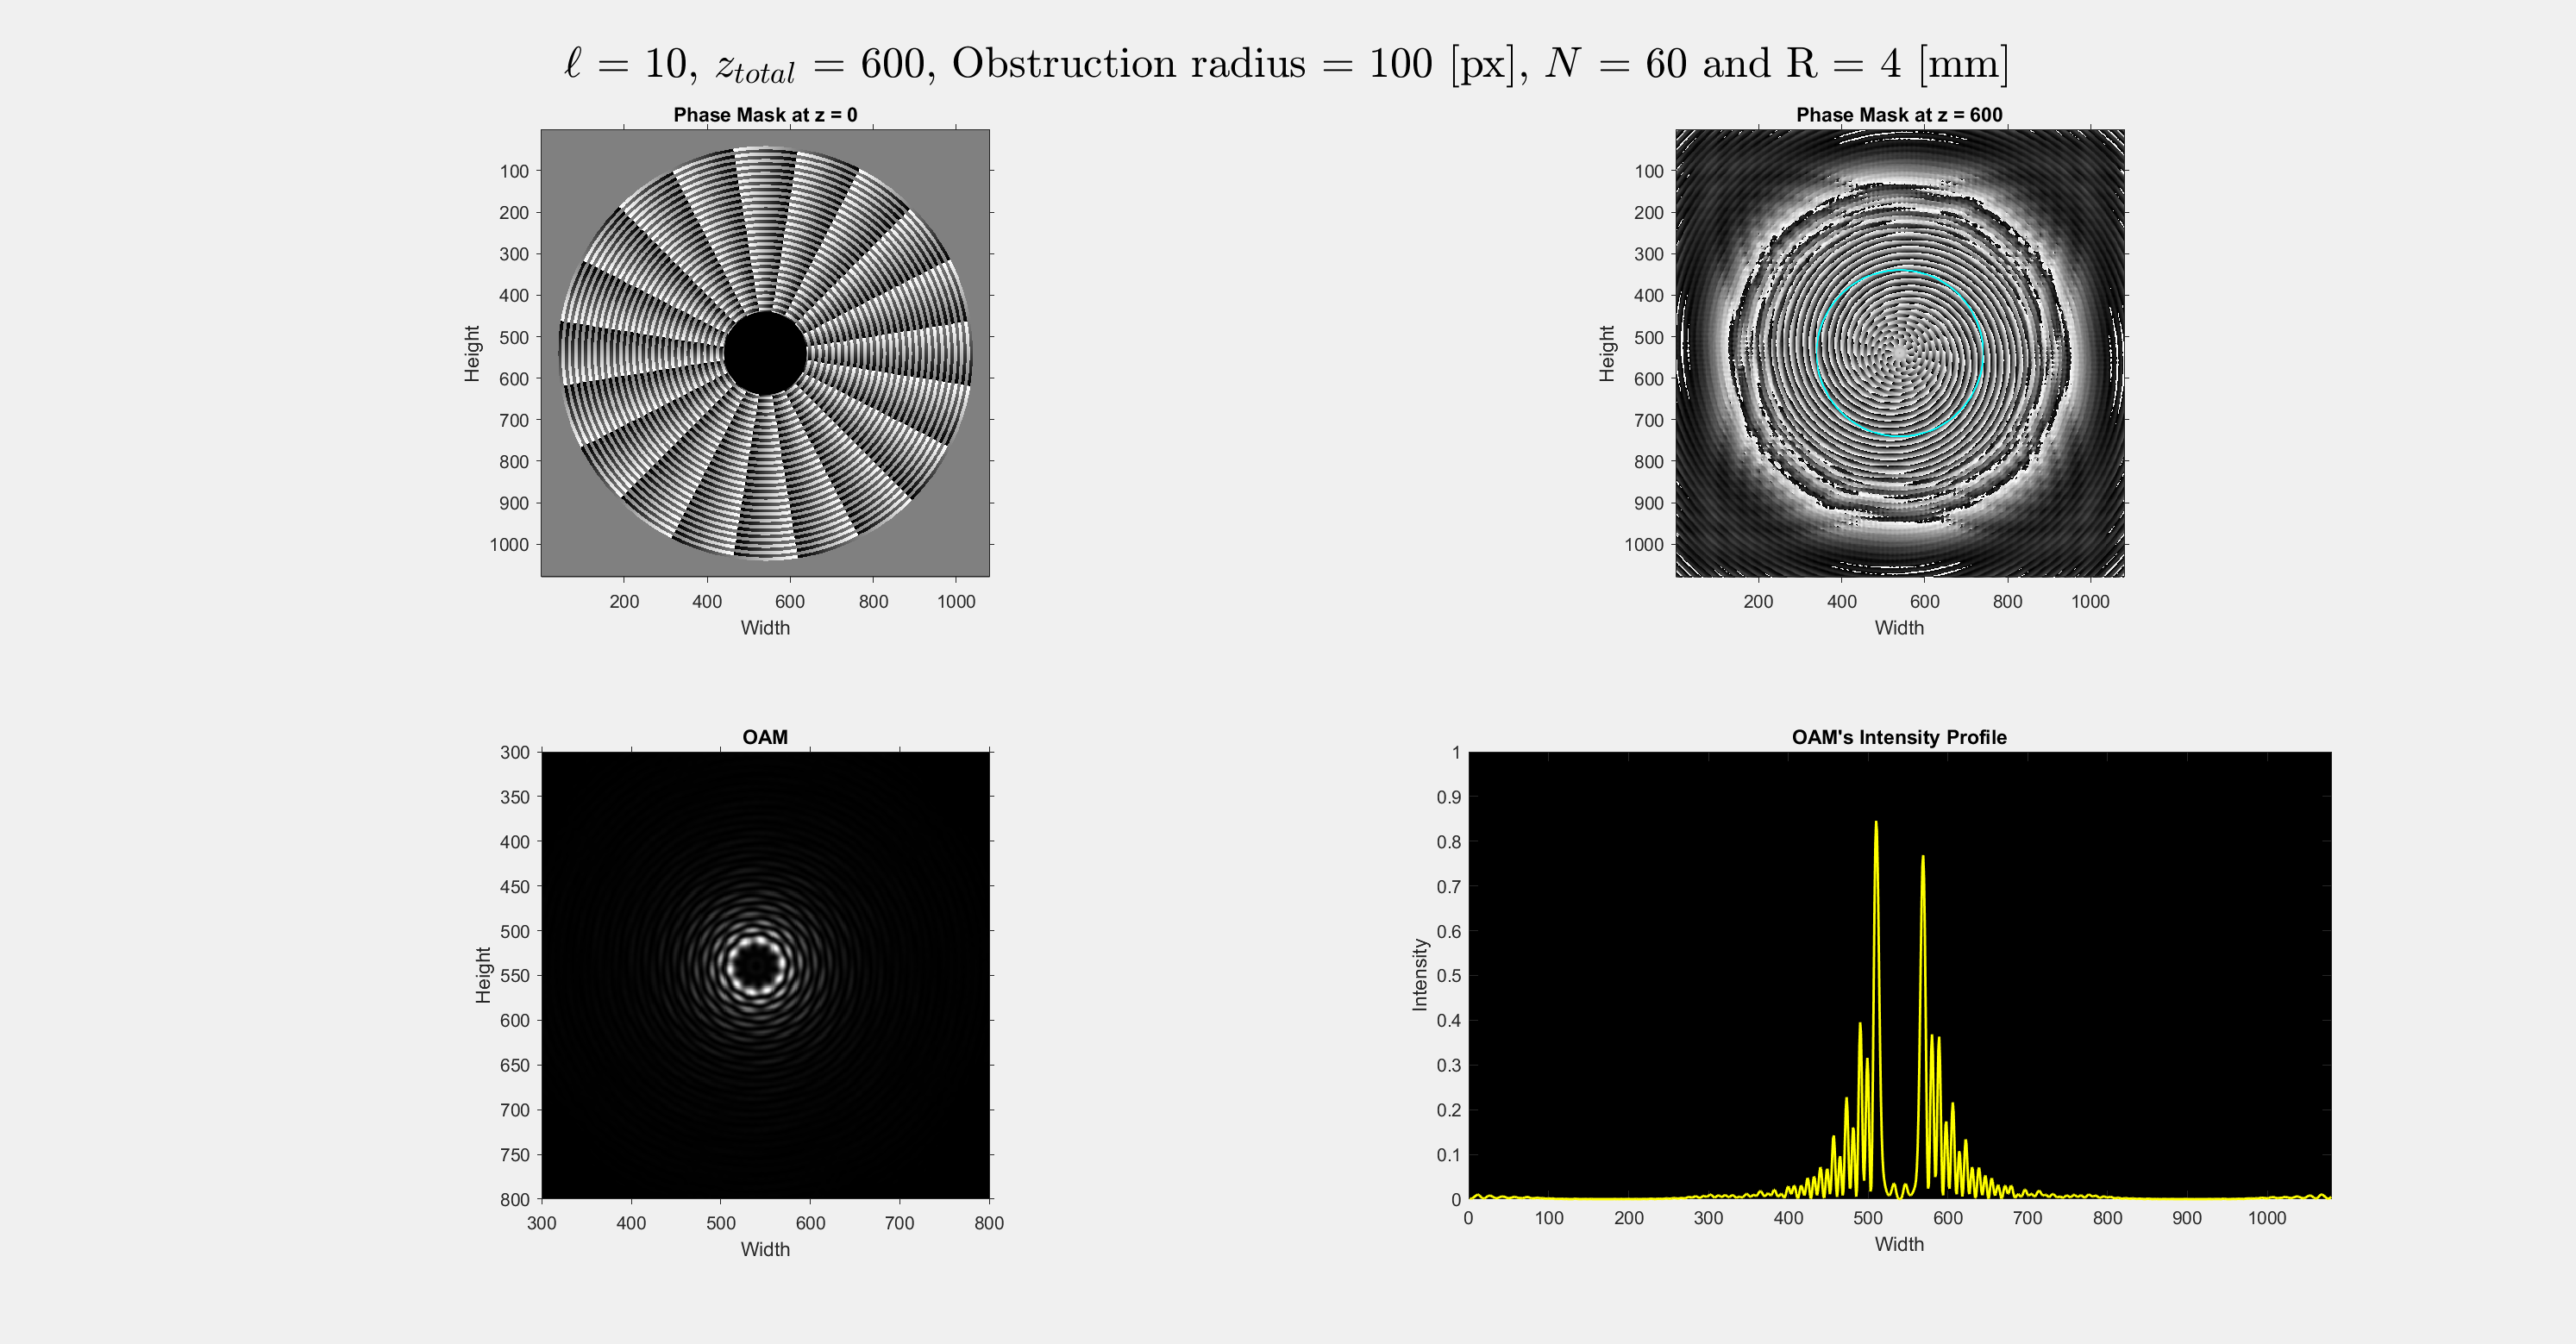 ℓ = 10, z_total = 600, Obstruction radius = 100 [px], N = 60 and R = 4 [mm]
Phase Mask at z = 0
100
200
300
400
500
600
700
800
900
1000
Height
200 400 600 800 1000
Width
Phase Mask at z = 600
100
200
300
400
500
600
700
800
900
1000
Height
200 400 600 800 1000
Width
OAM
300
350
400
450
500
550
600
650
700
750
800
Height
300 400 500 600 700 800
Width
OAM's Intensity Profile
1
0.9
0.8
0.7
0.6
0.5
0.4
0.3
0.2
0.1
0
Intensity
0 100 200 300 400 500 600 700 800 900 1000
Width